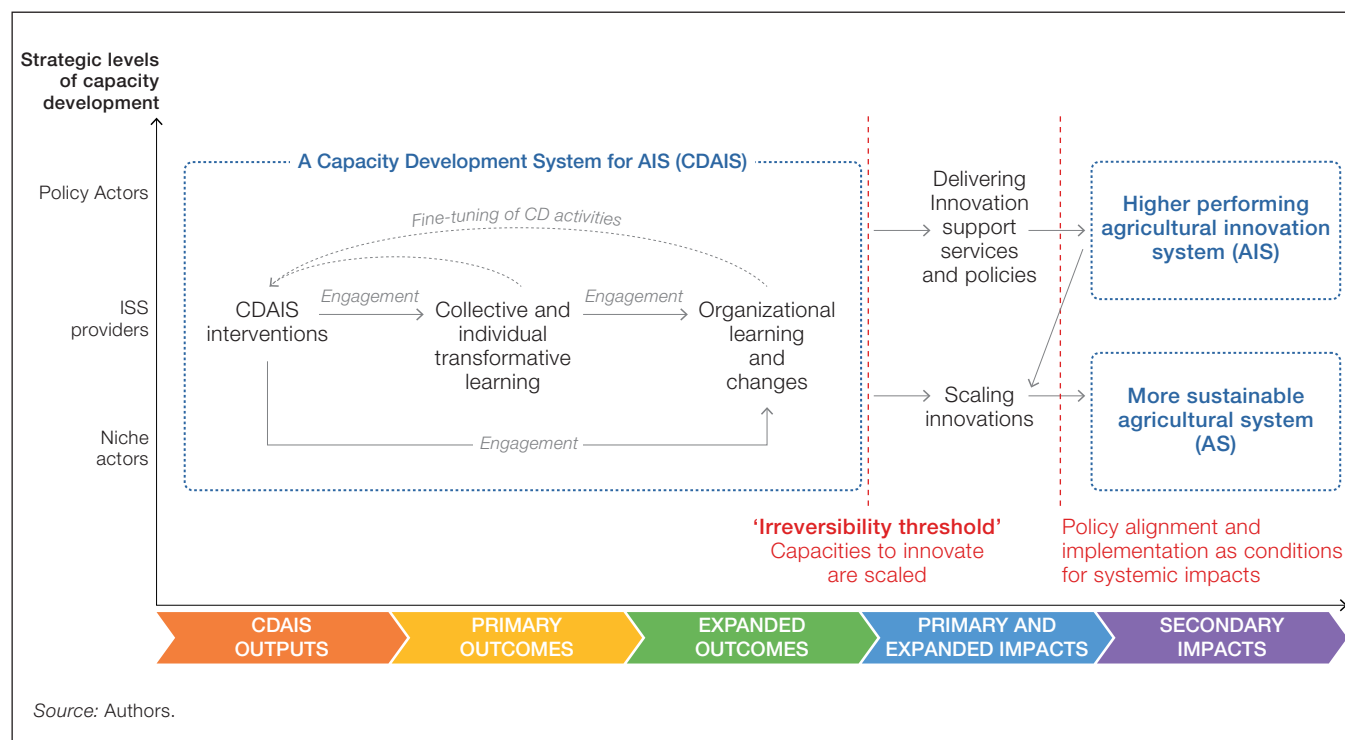 Strategic levels
of capacity
development
A Capacity Development System for AIS (CDAIS)
Policy Actors
ISS
providers
Niche
actors
Fine-tuning of CD activities
CDAIS
interventions
Engagement
Collective and
individual
transformative
learning
Engagement
Organizational
learning
and
changes
Engagement
Delivering
Innovation
support
services
and policies
Scaling
innovations
Higher performing
agricultural innovation
system (AIS)
More sustainable
agricultural system
(AS)
‘Irreversibility threshold’
Capacities to innovate
are scaled
Policy alignment and
implementation as conditions
for systemic impacts
CDAIS
OUTPUTS
PRIMARY
OUTCOMES
EXPANDED
OUTCOMES
PRIMARY AND
EXPANDED IMPACTS
SECONDARY
IMPACTS
Source: Authors.